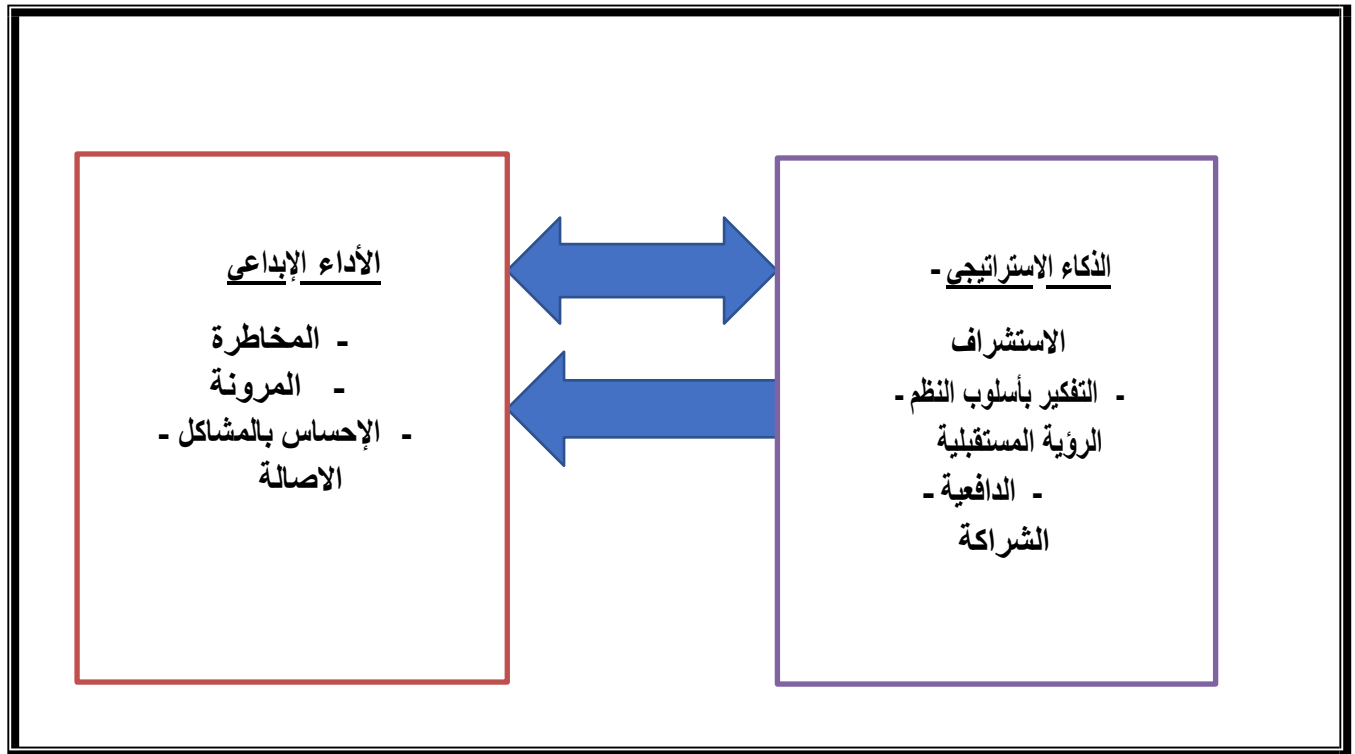 الذكاء الاستراتيجي -
الاستشراف
- التفكير بأسلوب النظم -
الرؤية المستقبلية
- الدافعية -
الشراكة
الأداء الإبداعي
- المخاطرة
- المرونة
- الإحساس بالمشاكل -
الاصالة